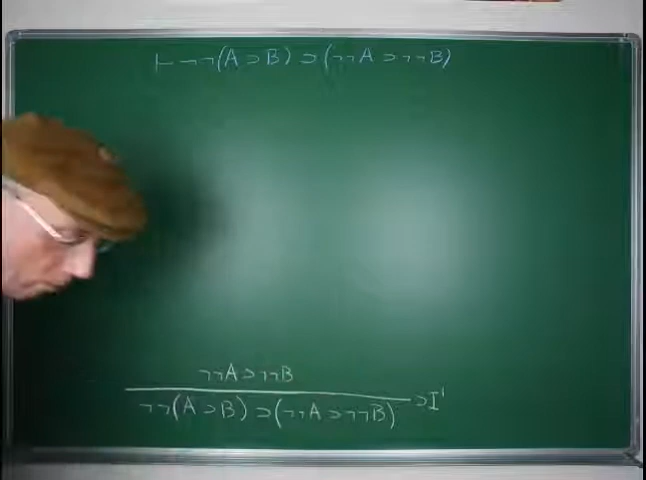 ⊢ ¬¬(A ⊃ B) ⊃ (¬¬A ⊃ ¬¬B)
¬¬A ⊃ ¬¬B
¬¬(A ⊃ B) ⊃ (¬¬A ⊃ ¬¬B) ⊃I¹